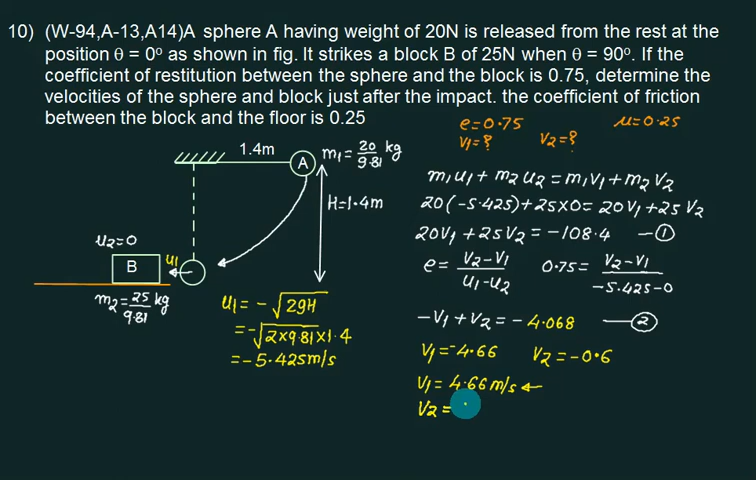 10) (W-94,A-13,A14)A sphere A having weight of 20N is released from the rest at the
position θ = 0º as shown in fig. It strikes a block B of 25N when θ = 90º. If the
coefficient of restitution between the sphere and the block is 0.75, determine the
velocities of the sphere and block just after the impact. the coefficient of friction
between the block and the floor is 0.25
e=0.75
V1=?
V2=?
μ=0.25
1.4m
A
m1=20/9.81 kg
H=1.4m
u2=0
B
u1
m2=25/9.81 kg
u1=-√2gH
=-√2×9.81×1.4
=-5.425m/s
m1u1+m2u2=m1V1+m2V2
20(-5.425)+25×0=20V1+25V2
20V1+25V2=-108.4 —①
e=(V2-V1)/(u1-u2) 0.75=(V2-V1)/(-5.425-0)
-V1+V2=-4.068 —②
V1=-4.66 V2=-0.6
V1=4.66m/s←
V2=